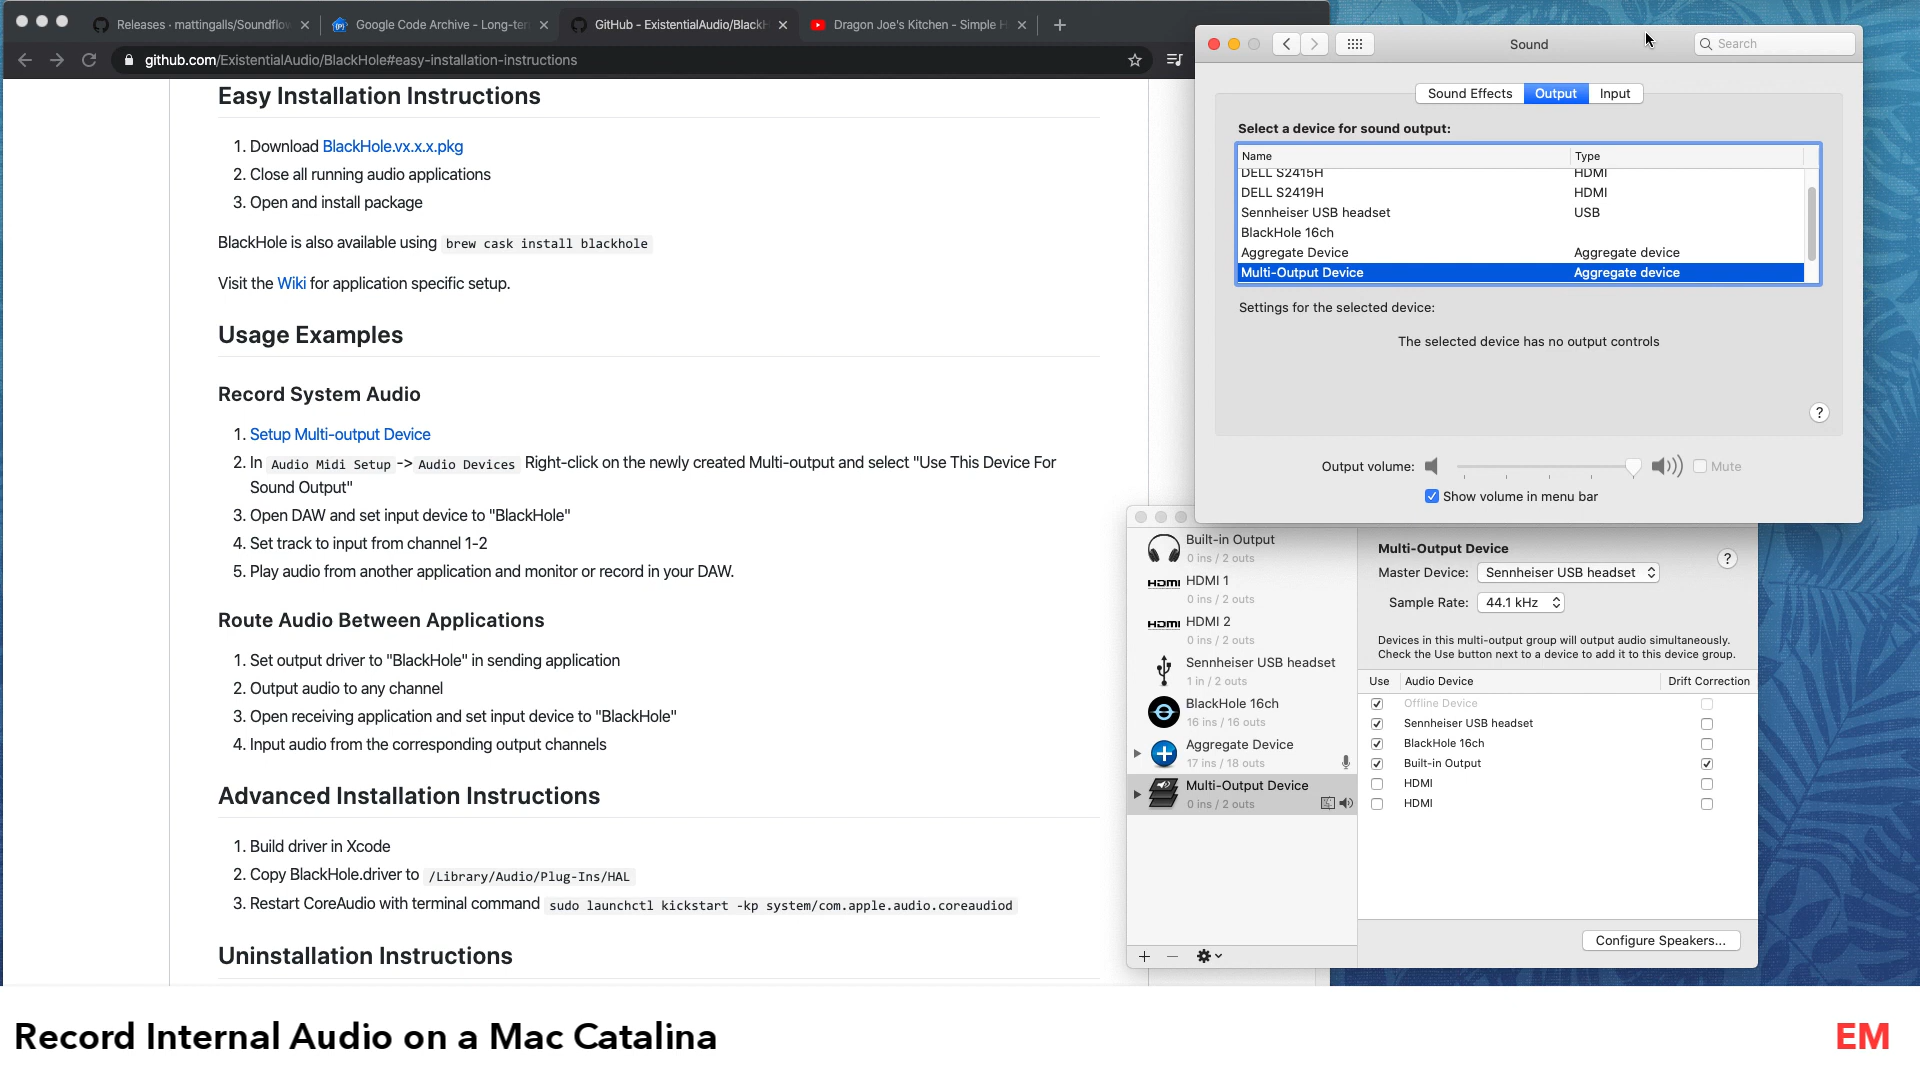 Releases · mattingalls/Soundflow
Google Code Archive - Long-ter
GitHub - ExistentialAudio/BlackH
Dragon Joe's Kitchen - Simple H
github.com/ExistentialAudio/BlackHole#easy-installation-instructions
Easy Installation Instructions
1. Download BlackHole.vx.x.x.pkg
2. Close all running audio applications
3. Open and install package
BlackHole is also available using brew cask install blackhole
Visit the Wiki for application specific setup.
Usage Examples
Record System Audio
1. Setup Multi-output Device
2. In Audio Midi Setup -> Audio Devices Right-click on the newly created Multi-output and select "Use This Device For
Sound Output"
3. Open DAW and set input device to "BlackHole"
4. Set track to input from channel 1-2
5. Play audio from another application and monitor or record in your DAW.
Route Audio Between Applications
1. Set output driver to "BlackHole" in sending application
2. Output audio to any channel
3. Open receiving application and set input device to "BlackHole"
4. Input audio from the corresponding output channels
Advanced Installation Instructions
1. Build driver in Xcode
2. Copy BlackHole.driver to /Library/Audio/Plug-Ins/HAL
3. Restart CoreAudio with terminal command sudo launchctl kickstart -kp system/com.apple.audio.coreaudiod
Uninstallation Instructions
Sound
Search
Sound Effects Output Input
Select a device for sound output:
Name Type
DELL S2415H HDMI
DELL S2419H HDMI
Sennheiser USB headset USB
BlackHole 16ch
Aggregate Device Aggregate device
Multi-Output Device Aggregate device
Settings for the selected device:
The selected device has no output controls
?
Output volume: Mute
Show volume in menu bar
Built-in Output
0 ins / 2 outs
HDMI HDMI 1
0 ins / 2 outs
HDMI HDMI 2
0 ins / 2 outs
Sennheiser USB headset
1 in / 2 outs
BlackHole 16ch
16 ins / 16 outs
Aggregate Device
17 ins / 18 outs
Multi-Output Device
0 ins / 2 outs
Multi-Output Device
?
Master Device: Sennheiser USB headset
Sample Rate: 44.1 kHz
Devices in this multi-output group will output audio simultaneously.
Check the Use button next to a device to add it to this device group.
Use Audio Device Drift Correction
Offline Device
Sennheiser USB headset
BlackHole 16ch
Built-in Output
HDMI
HDMI
Configure Speakers...
Record Internal Audio on a Mac Catalina
EM